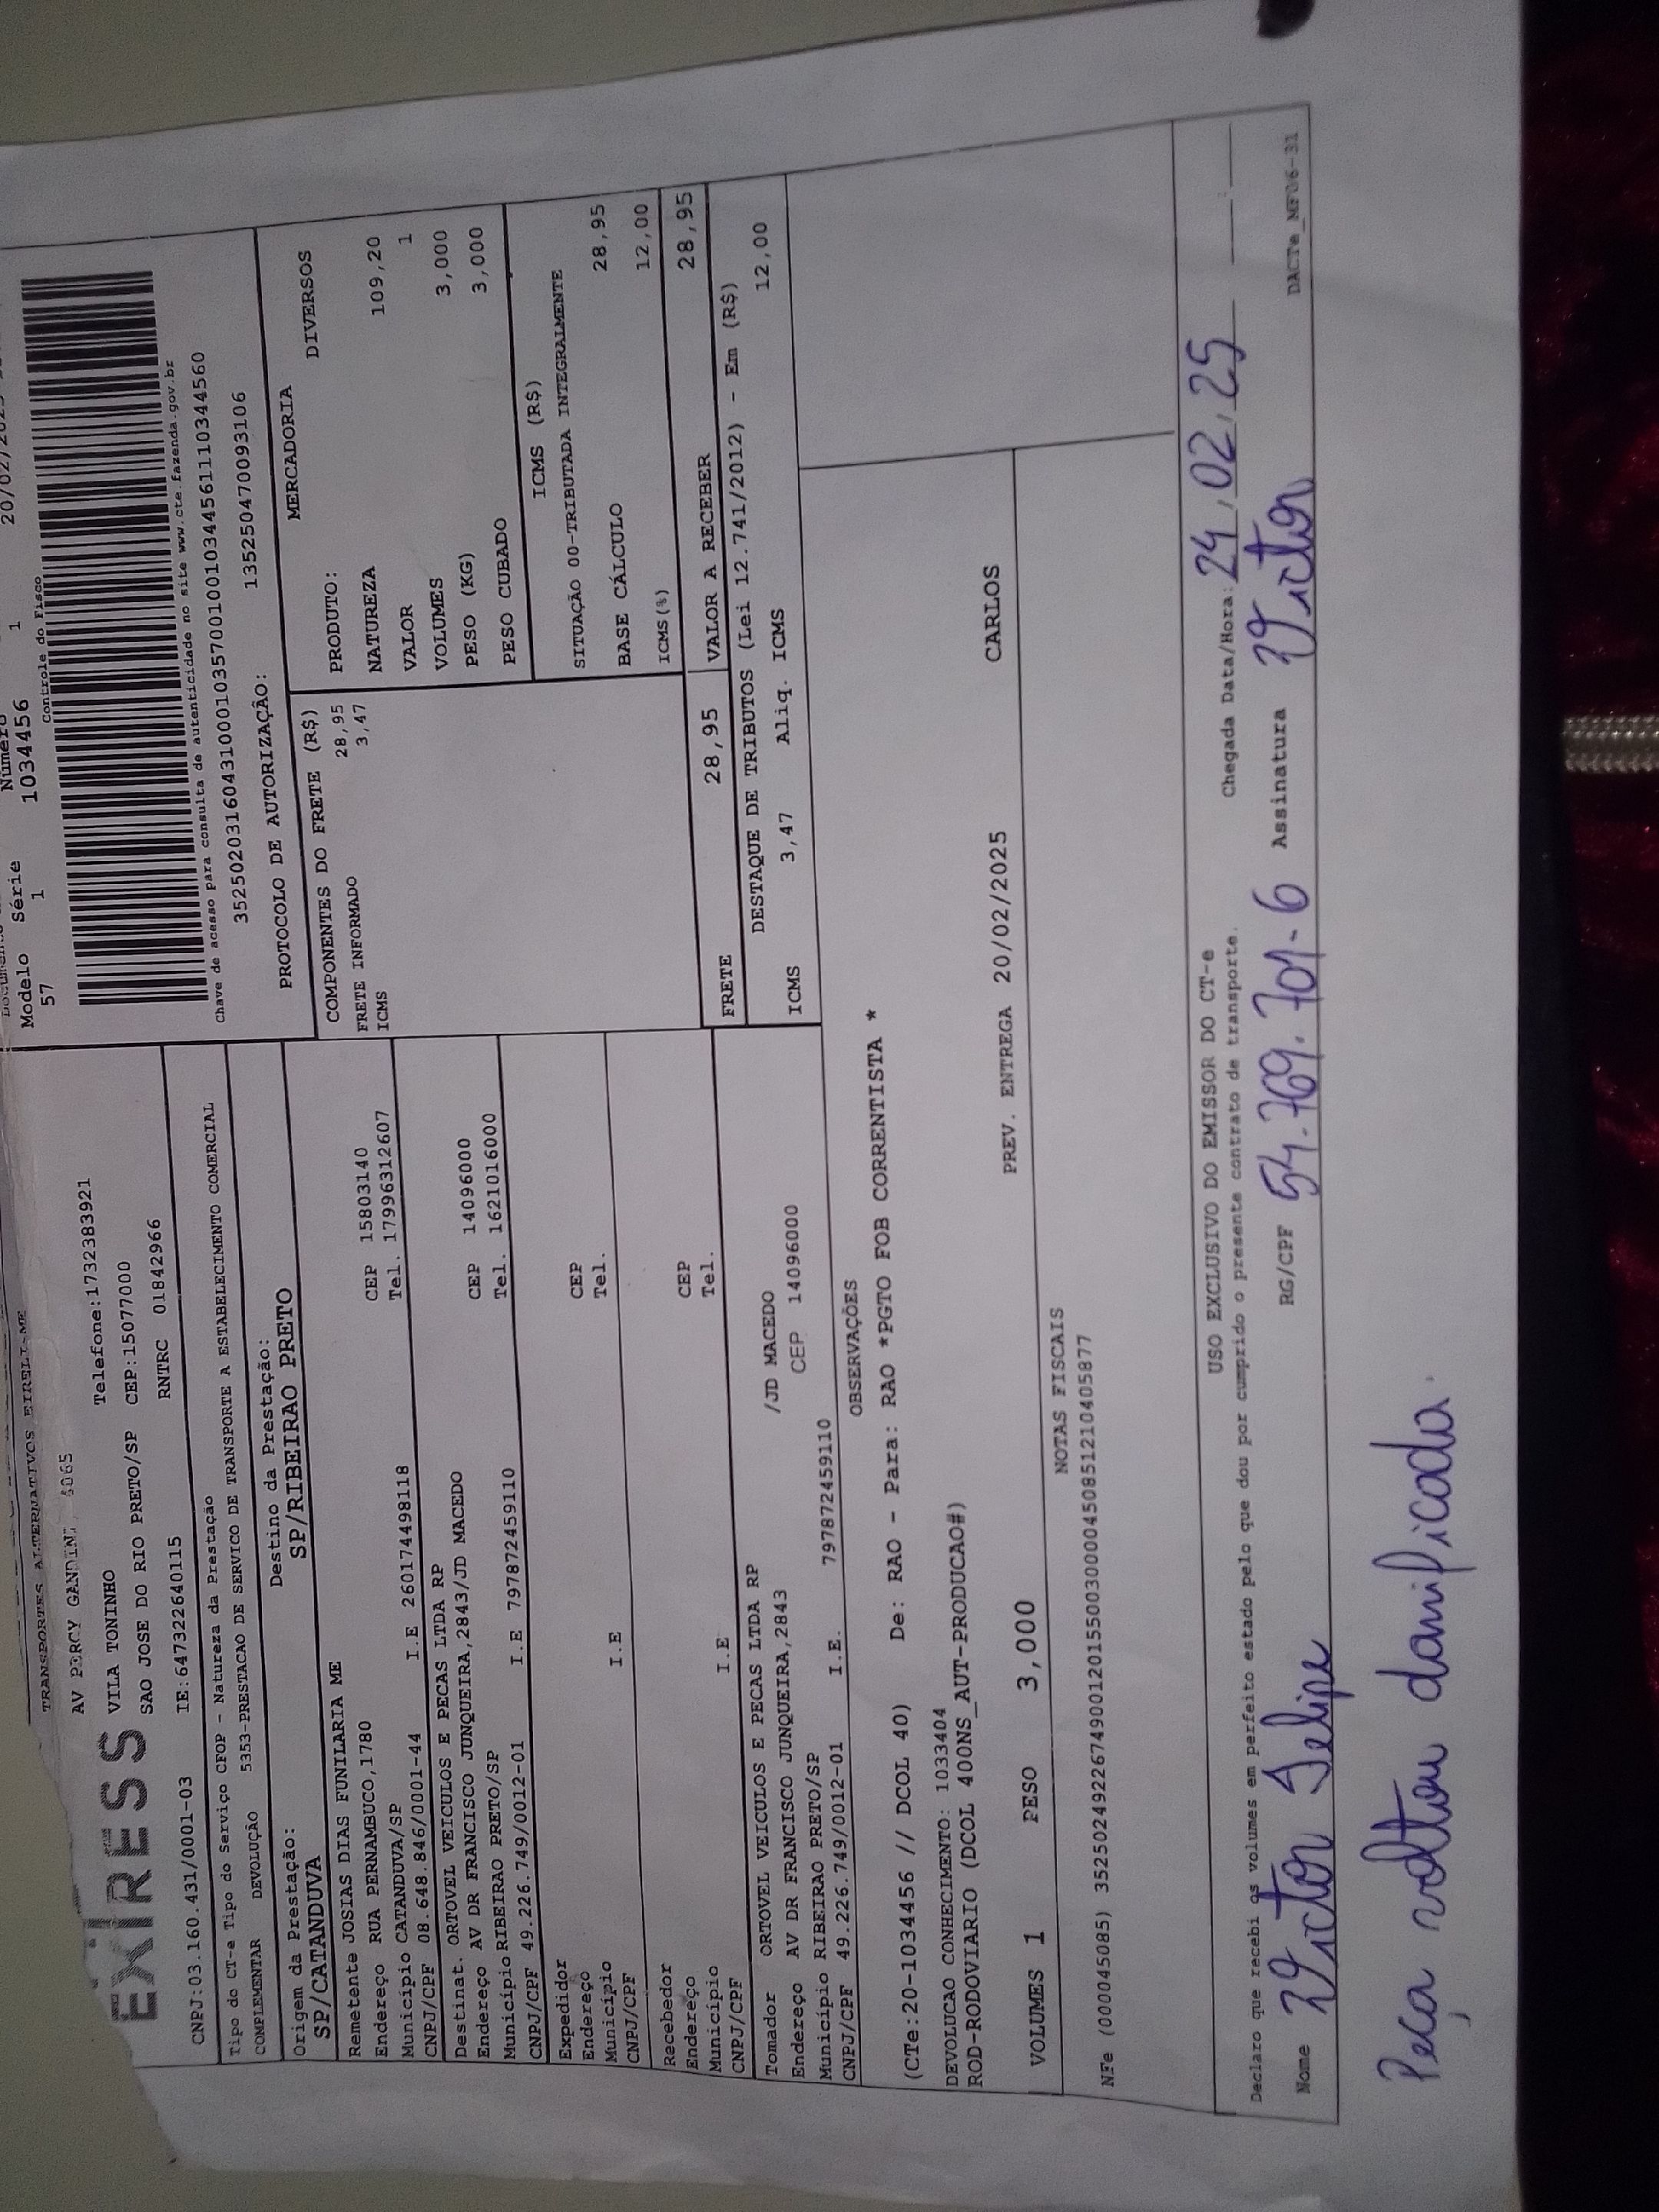 EXPRESS
TRANSPORTES ALTERNATIVOS EIRELI-ME
AV PERCY GANDINI, 6065
VILA TONINHO Telefone:1732383921
SAO JOSE DO RIO PRETO/SP CEP:15077000
CNPJ:03.160.431/0001-03 IE:647322640115 RNTRC 01842966
Modelo Série Número
57 1 1034456 1 20/02/2025
Controle do Fisco
Chave de acesso para consulta de autenticidade no site www.cte.fazenda.gov.br
35250203160431000103570010010344561110344560
PROTOCOLO DE AUTORIZAÇÃO: 135250470093106
Tipo do CT-e Tipo do Serviço CFOP - Natureza da Prestação
COMPLEMENTAR DEVOLUÇÃO 5353-PRESTACAO DE SERVICO DE TRANSPORTE A ESTABELECIMENTO COMERCIAL
Origem da Prestação: Destino da Prestação:
SP/CATANDUVA SP/RIBEIRAO PRETO
Remetente JOSIAS DIAS FUNILARIA ME
Endereço RUA PERNAMBUCO,1780 CEP 15803140
Município CATANDUVA/SP Tel. 17996312607
CNPJ/CPF 08.648.846/0001-44 I.E 260174498118
Destinat. ORTOVEL VEICULOS E PECAS LTDA RP
Endereço AV DR FRANCISCO JUNQUEIRA,2843/JD MACEDO CEP 14096000
Município RIBEIRAO PRETO/SP Tel. 1621016000
CNPJ/CPF 49.226.749/0012-01 I.E 797872459110
Expedidor
Endereço CEP
Município Tel.
CNPJ/CPF I.E
Recebedor
Endereço CEP
Município Tel.
CNPJ/CPF I.E
Tomador ORTOVEL VEICULOS E PECAS LTDA RP
Endereço AV DR FRANCISCO JUNQUEIRA,2843 /JD MACEDO
Município RIBEIRAO PRETO/SP CEP 14096000
CNPJ/CPF 49.226.749/0012-01 I.E. 797872459110
COMPONENTES DO FRETE (R$)
FRETE INFORMADO 28,95
ICMS 3,47
MERCADORIA
PRODUTO: DIVERSOS
NATUREZA
VALOR 109,20
VOLUMES 1
PESO (KG) 3,000
PESO CUBADO 3,000
ICMS (R$)
SITUAÇÃO 00-TRIBUTADA INTEGRALMENTE
BASE CÁLCULO 28,95
ICMS(%) 12,00
FRETE 28,95 VALOR A RECEBER 28,95
DESTAQUE DE TRIBUTOS (Lei 12.741/2012) - Em (R$)
ICMS 3,47 Aliq. ICMS 12,00
OBSERVAÇÕES
(CTe:20-1034456 // DCOL 40) De: RAO - Para: RAO *PGTO FOB CORRENTISTA *
DEVOLUCAO CONHECIMENTO: 1033404
ROD-RODOVIARIO (DCOL 400NS_AUT-PRODUCAO#)
VOLUMES 1 PESO 3,000 PREV. ENTREGA 20/02/2025 CARLOS
NOTAS FISCAIS
NFe (000045085) 35250249226749001201550030000450851210405877
USO EXCLUSIVO DO EMISSOR DO CT-e
Declaro que recebi os volumes em perfeito estado pelo que dou por cumprido o presente contrato de transporte. Chegada Data/Hora: 24/02/25 :
Nome Victor Felipe RG/CPF 54.769.701-6 Assinatura Victor
DACTe_MF06-31
Peça voltou danificada.